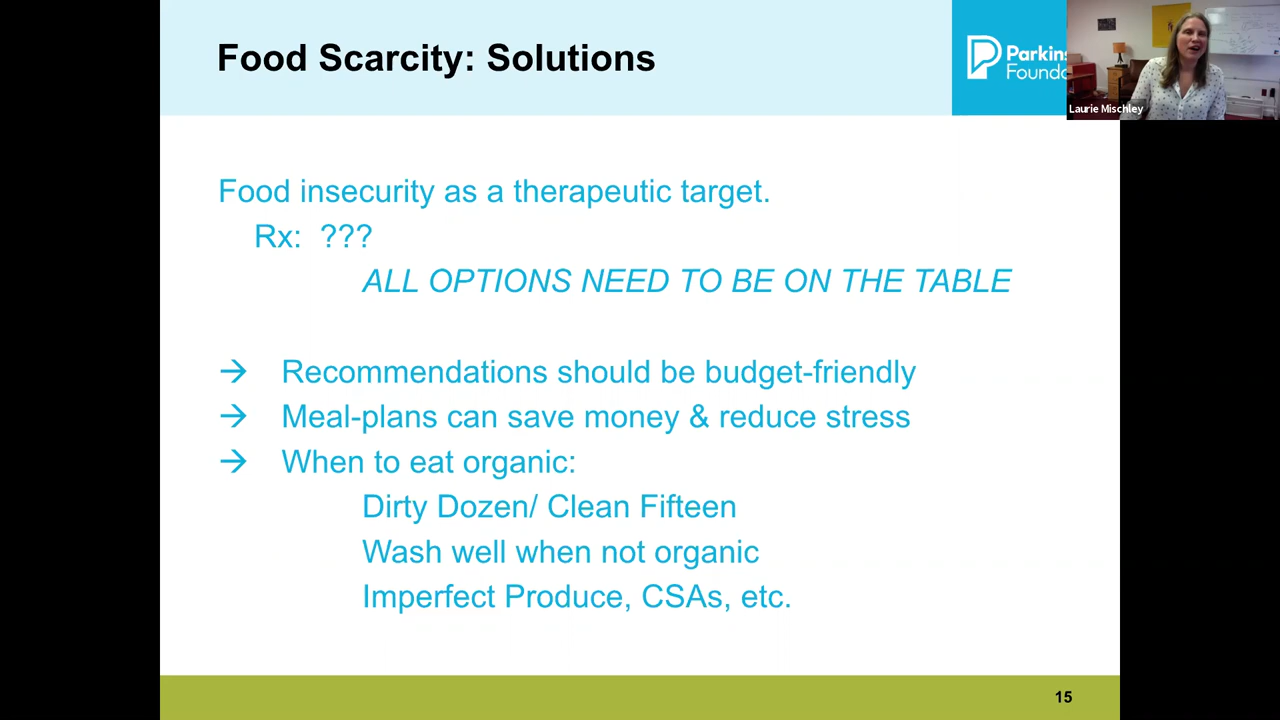 Food Scarcity: Solutions
Parkins
Founda
Laurie Mischley
Food insecurity as a therapeutic target.
Rx: ???
ALL OPTIONS NEED TO BE ON THE TABLE
→ Recommendations should be budget-friendly
→ Meal-plans can save money & reduce stress
→ When to eat organic:
Dirty Dozen/ Clean Fifteen
Wash well when not organic
Imperfect Produce, CSAs, etc.
15